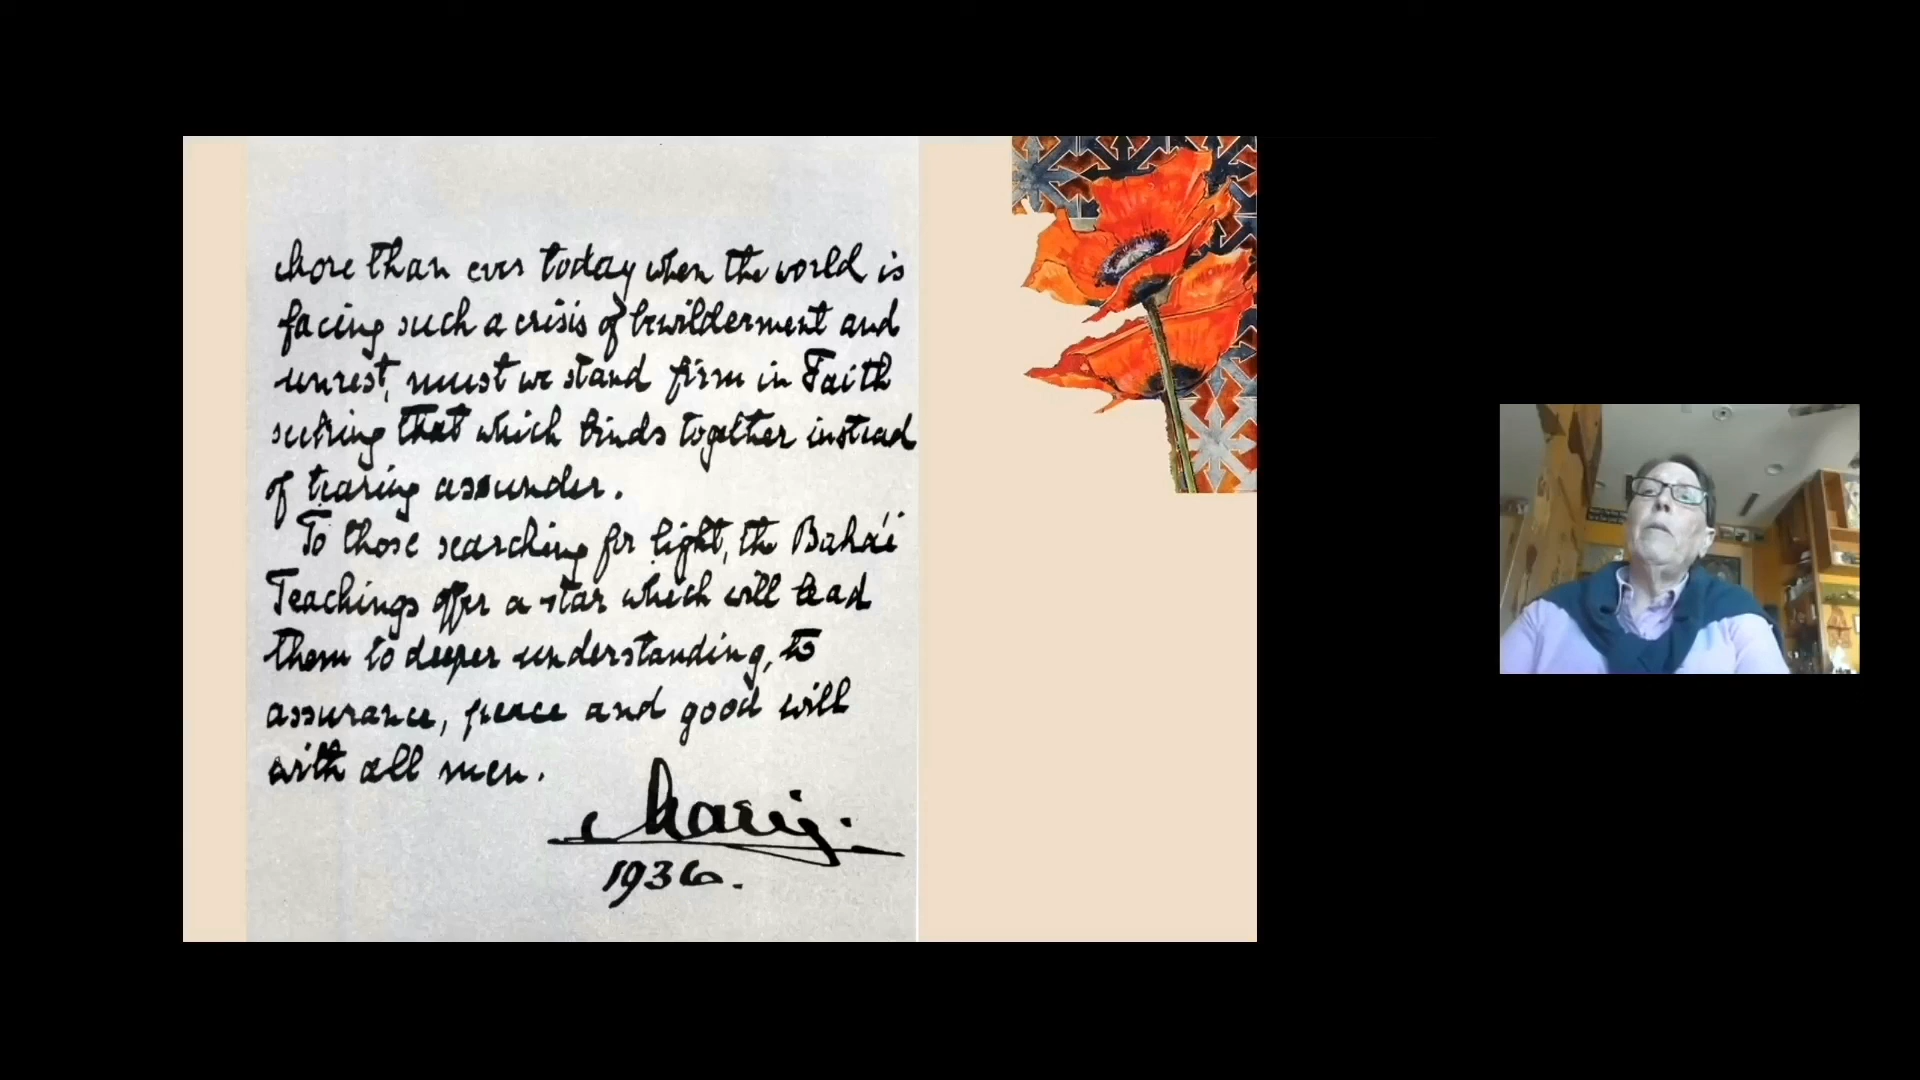 More than ever today when the world is
facing such a crisis of bewilderment and
unrest, must we stand firm in Faith
seeking that which binds together instead
of tearing assunder.
To those searching for light, the Bahá'í
Teachings offer a star which will lead
them to deeper understanding, to
assurance, peace and good will
with all men.
Marie.
1936.